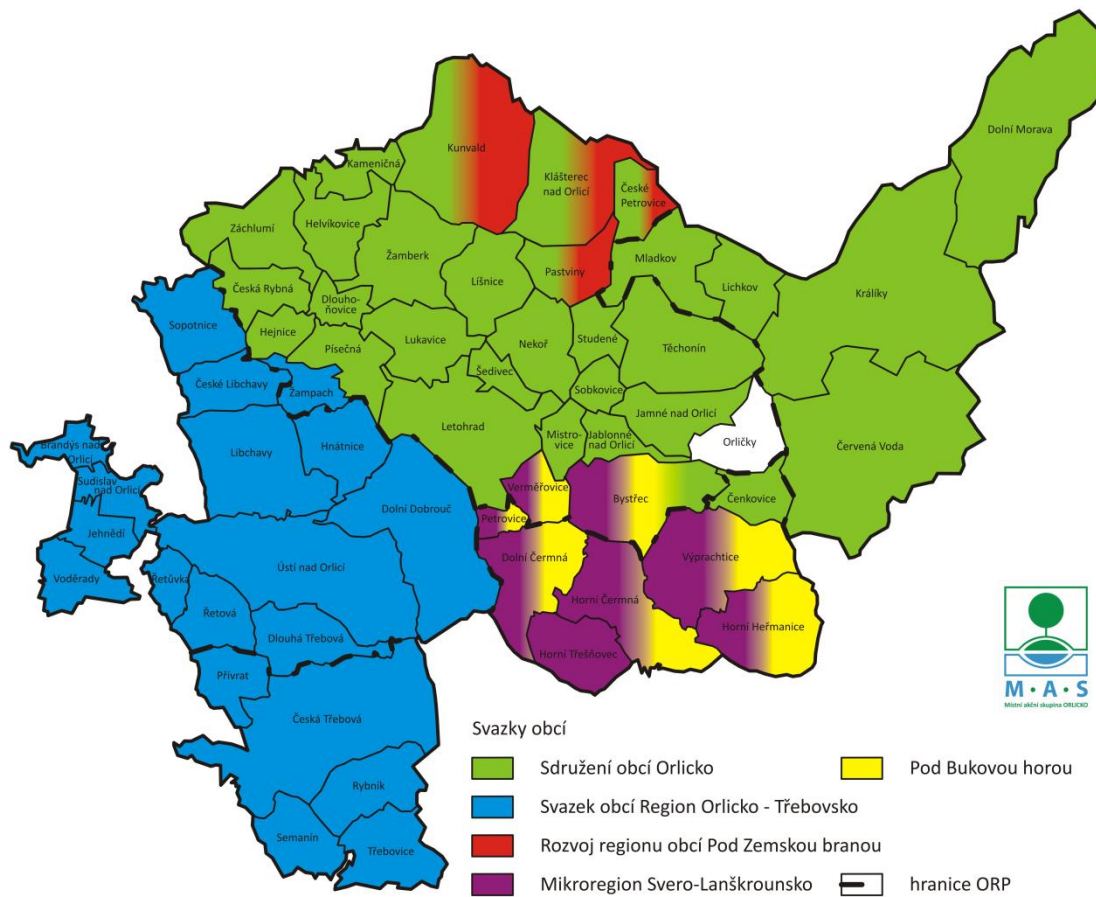 Dolní Morava
Kunvald
Kameničná
Klášterec
nad Orlicí
České
Petrovice
Helvíkovice
Záchlumí
Žamberk
Mladkov
Líšnice
Pastviny
Lichkov
Králíky
Česká Rybná
Dlouho-
ňovice
Sopotnice
Hejnice
Písečná
Lukavice
Nekoř
Studené
Těchonín
Šedivec
České Libchavy
Žampach
Sobkovice
Letohrad
Jamné nad Orlicí
Mistro-
vice
Jablonné
nad Orlicí
Orličky
Červená Voda
Brandýs nad
Orlicí
Libchavy
Hnátnice
Sudislav
nad Orlicí
Verměřovice
Bystřec
Čenkovice
Dolní Dobrouč
Petrovice
Jehnědí
Dolní Čermná
Výprachtice
Ústí nad Orlicí
Voděrady
Řetůvka
Horní Čermná
Řetová
Dlouhá Třebová
Horní Heřmanice
Horní Třešňovec
Přívrat
Česká Třebová
Rybník
Semanín
Třebovice
M·A·S
Místní akční skupina ORLICKO
Svazky obcí
Sdružení obcí Orlicko
Pod Bukovou horou
Svazek obcí Region Orlicko - Třebovsko
Rozvoj regionu obcí Pod Zemskou branou
Mikroregion Svero-Lanškrounsko
hranice ORP